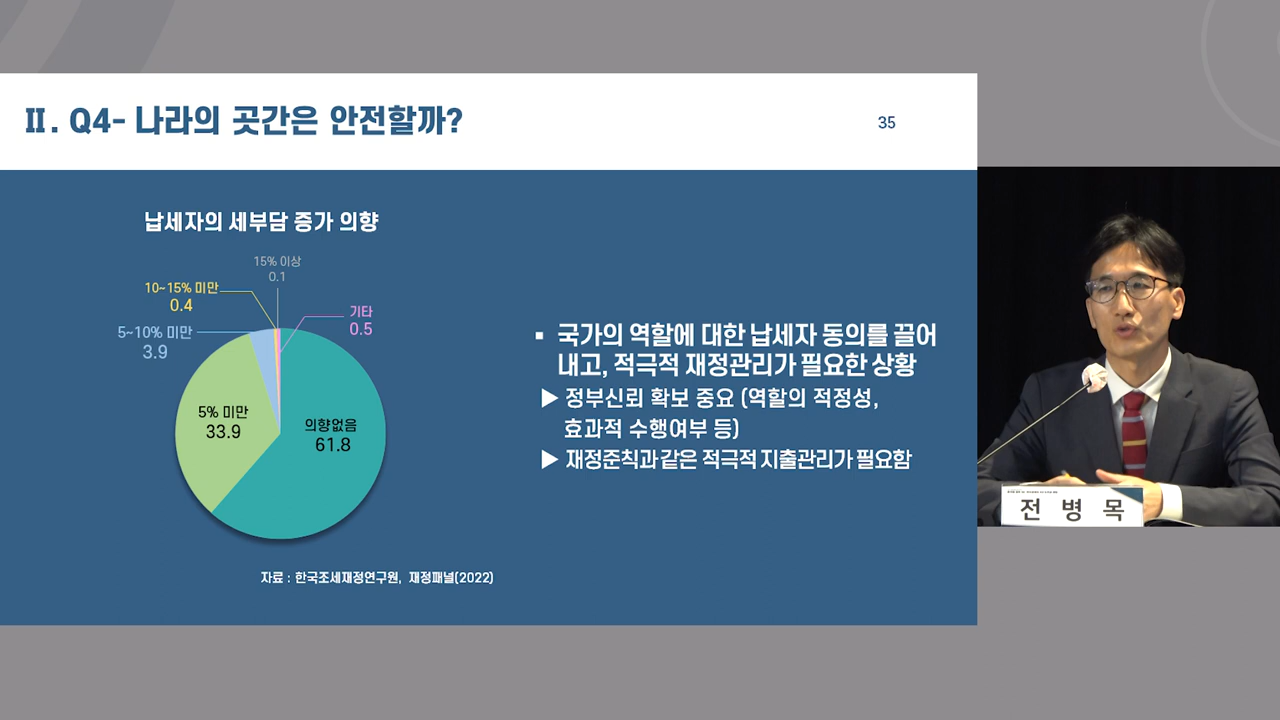 Ⅱ. Q4- 나라의 곳간은 안전할까?
35
납세자의 세부담 증가 의향
15% 이상
0.1
10~15% 미만
0.4
기타
0.5
5~10% 미만
3.9
5% 미만
33.9
의향없음
61.8
자료 : 한국조세재정연구원, 재정패널(2022)
▪ 국가의 역할에 대한 납세자 동의를 끌어
내고, 적극적 재정관리가 필요한 상황
▶ 정부신뢰 확보 중요 (역할의 적정성,
효과적 수행여부 등)
▶ 재정준칙과 같은 적극적 지출관리가 필요함
전 병 목